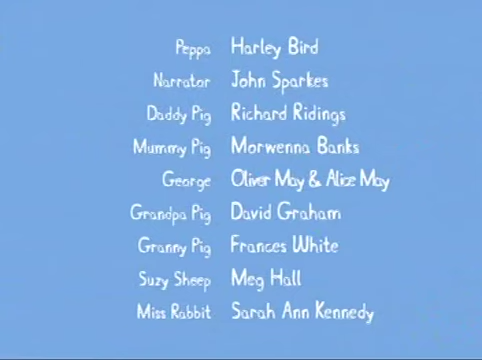 Peppa Harley Bird
Narrator John Sparkes
Daddy Pig Richard Ridings
Mummy Pig Morwenna Banks
George Oliver May & Alice May
Grandpa Pig David Graham
Granny Pig Frances White
Suzy Sheep Meg Hall
Miss Rabbit Sarah Ann Kennedy